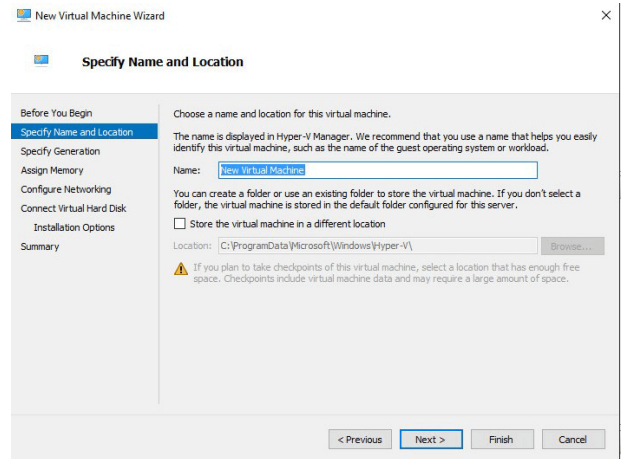 New Virtual Machine Wizard
Specify Name and Location
Before You Begin
Specify Name and Location
Specify Generation
Assign Memory
Configure Networking
Connect Virtual Hard Disk
Installation Options
Summary
Choose a name and location for this virtual machine.
The name is displayed in Hyper-V Manager. We recommend that you use a name that helps you easily
identify this virtual machine, such as the name of the guest operating system or workload.
Name: New Virtual Machine
You can create a folder or use an existing folder to store the virtual machine. If you don't select a
folder, the virtual machine is stored in the default folder configured for this server.
Store the virtual machine in a different location
Location: C:\ProgramData\Microsoft\Windows\Hyper-V\ Browse...
If you plan to take checkpoints of this virtual machine, select a location that has enough free
space. Checkpoints include virtual machine data and may require a large amount of space.
< Previous Next > Finish Cancel